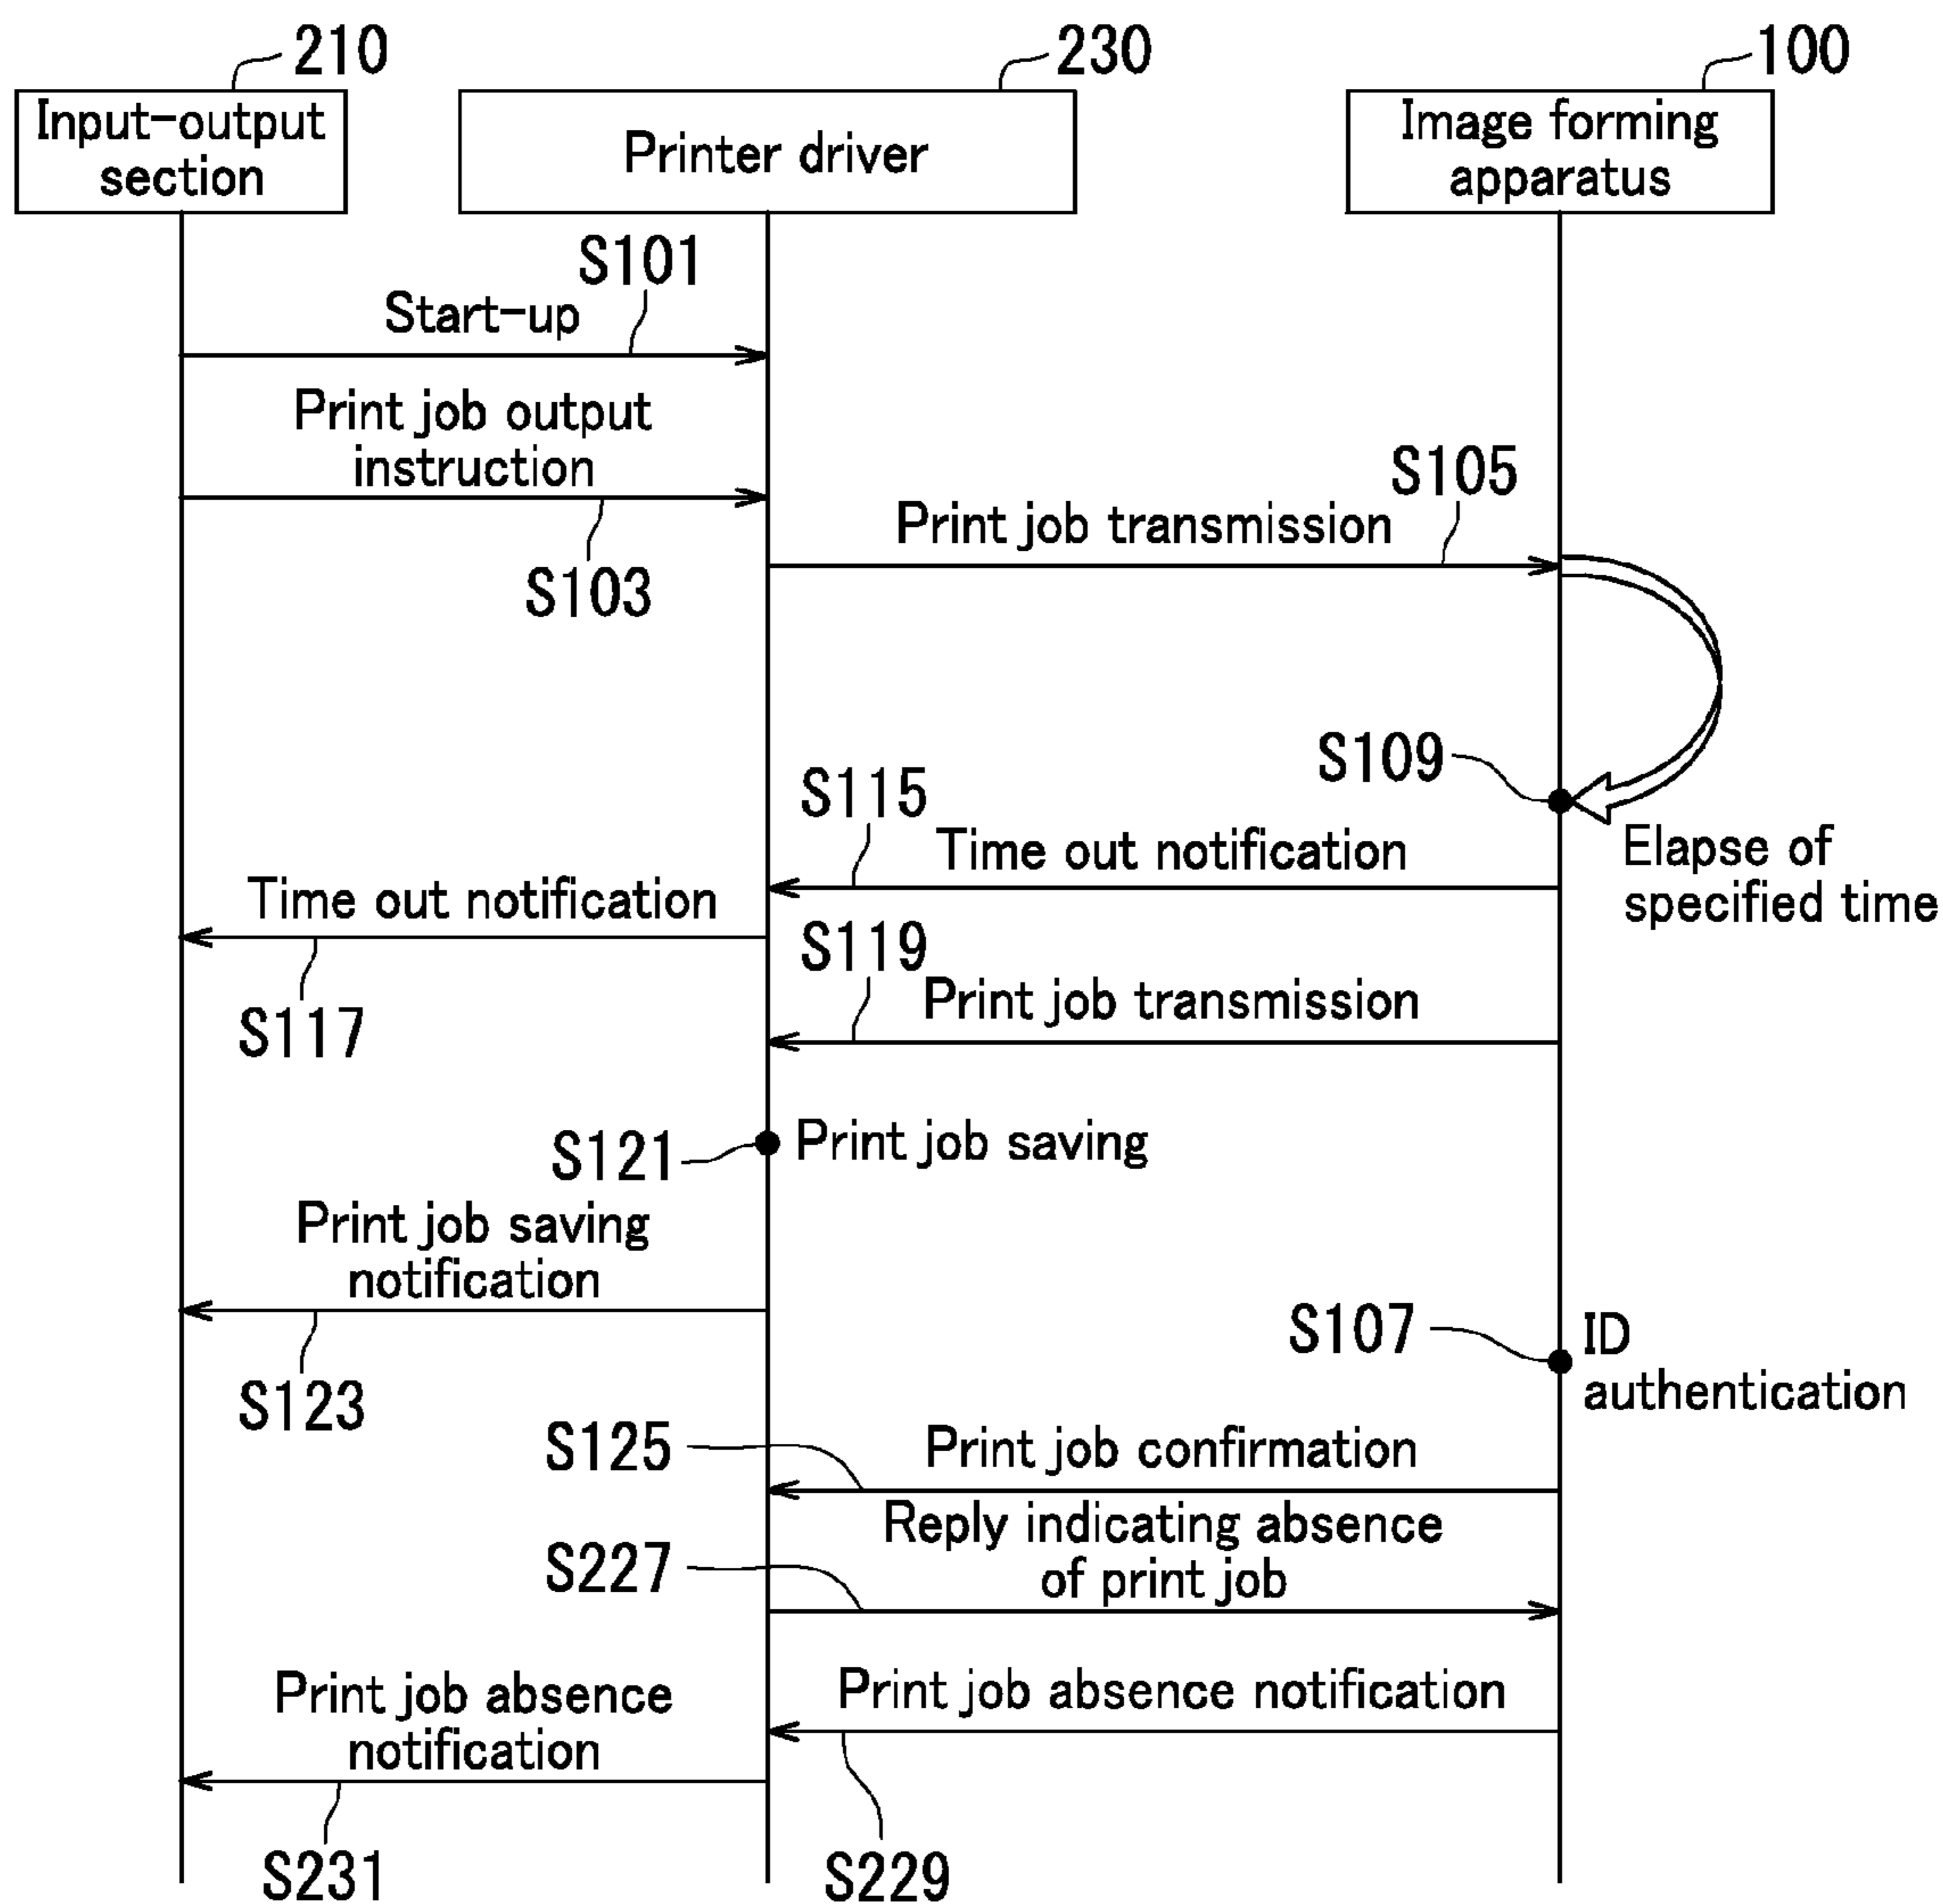 210
230
100
Input-output
section
Printer driver
Image forming
apparatus
S101
Start-up
Print job output
instruction
S103
S105
Print job transmission
S109
Elapse of
specified time
S115
Time out notification
Time out notification
S117
S119
Print job transmission
S121
Print job saving
Print job saving
notification
S123
S107
ID
authentication
S125
Print job confirmation
Reply indicating absence
of print job
S227
Print job absence notification
S229
Print job absence
notification
S231